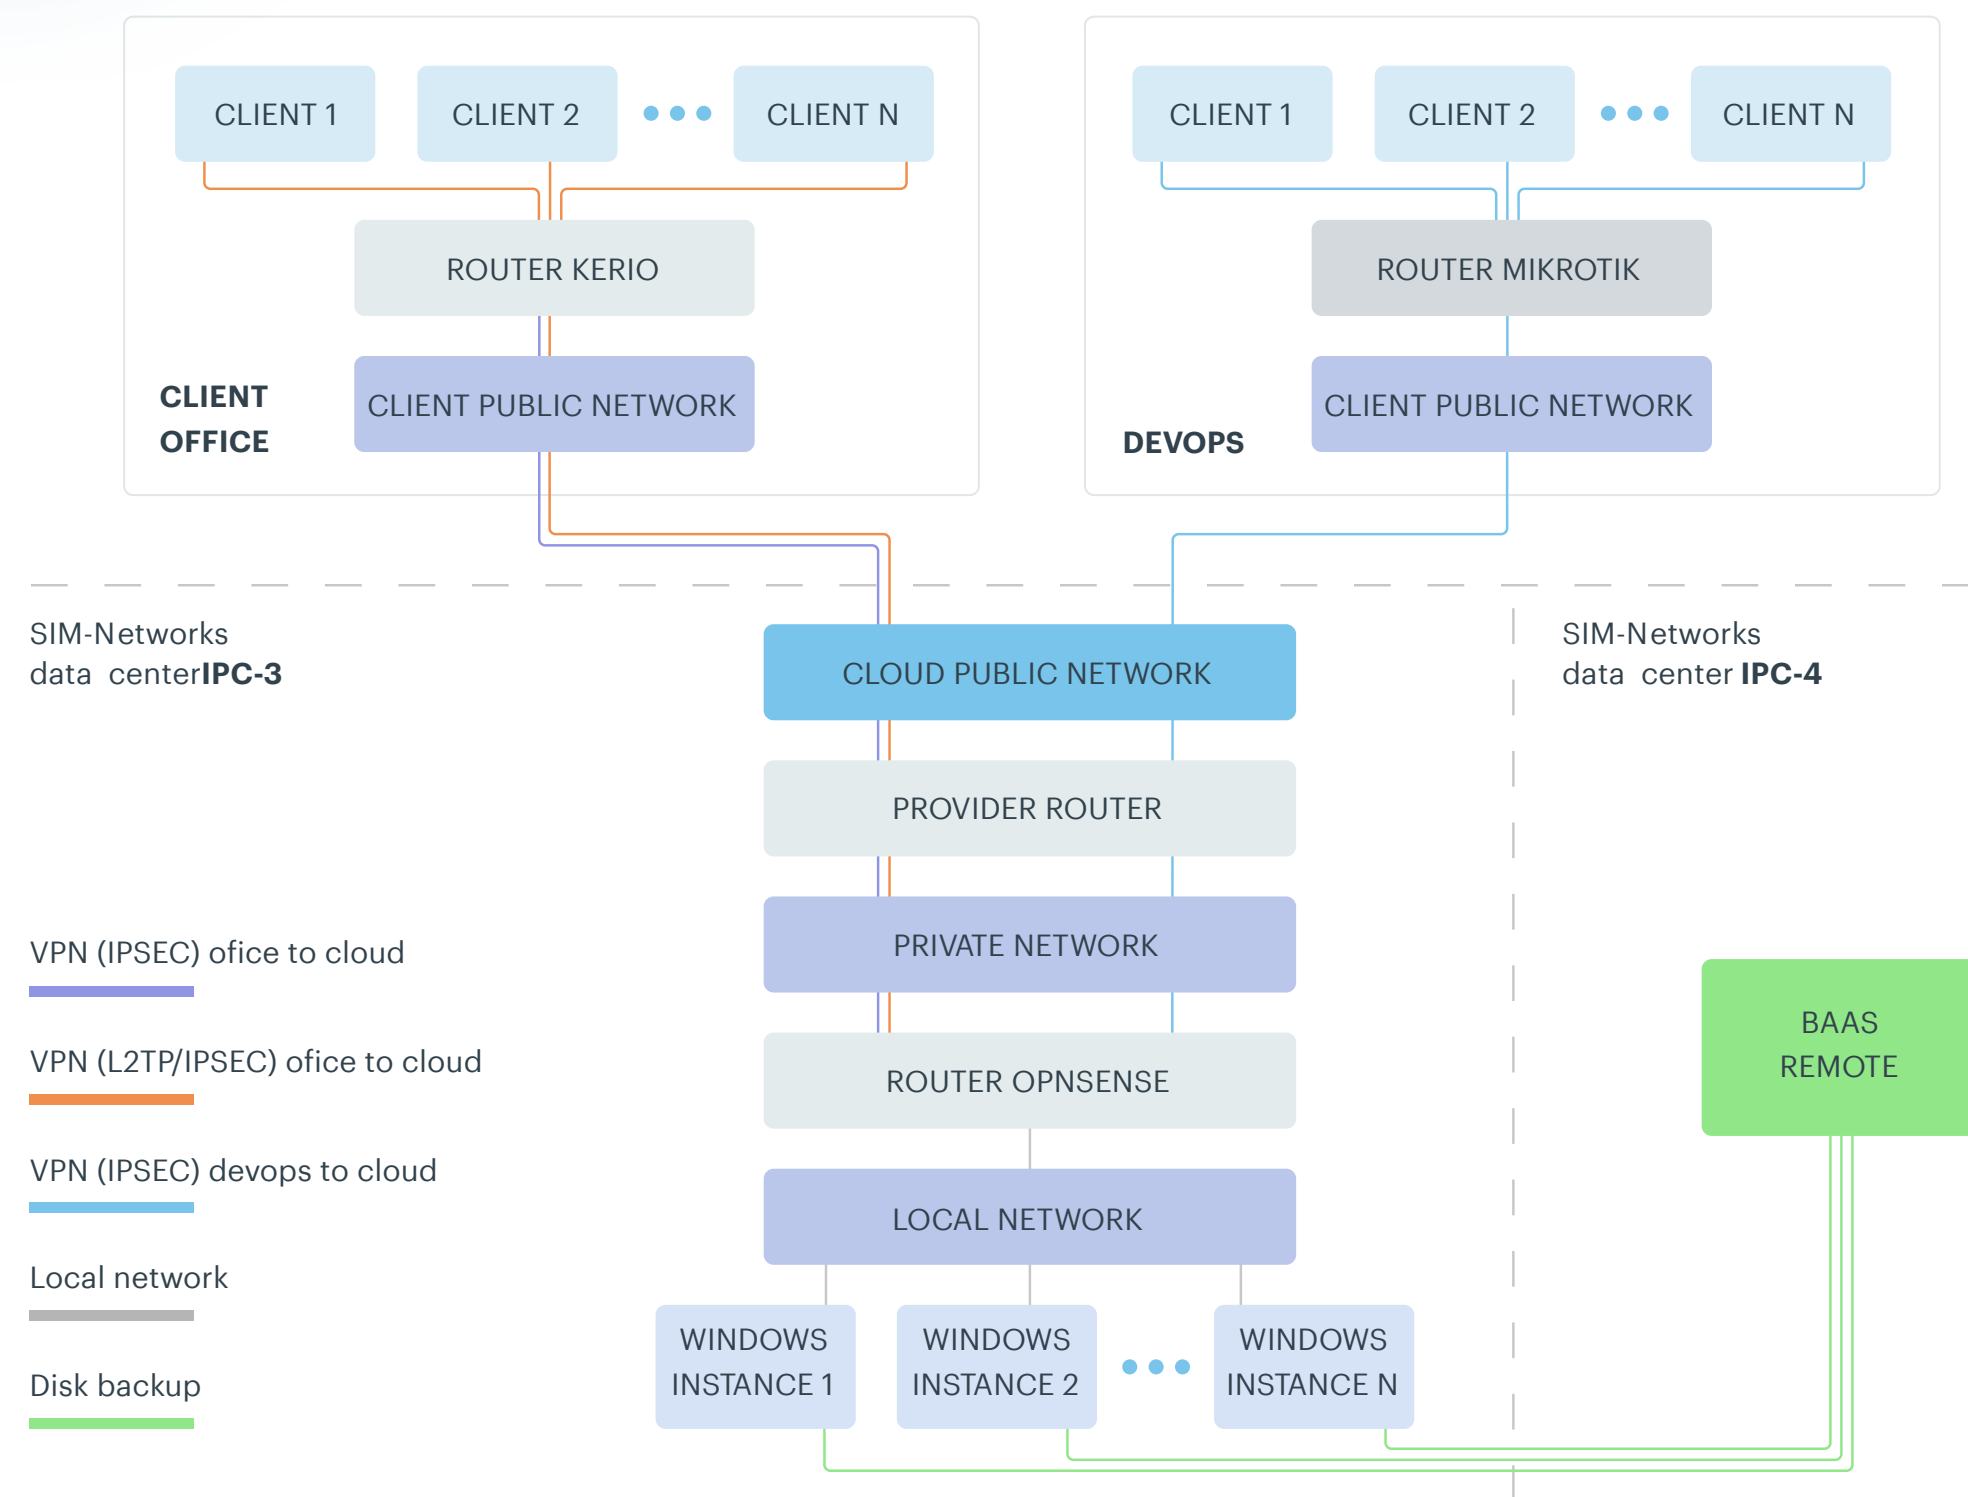 CLIENT 1
CLIENT 2
CLIENT N
ROUTER KERIO
CLIENT PUBLIC NETWORK
CLIENT
OFFICE
CLIENT 1
CLIENT 2
CLIENT N
ROUTER MIKROTIK
CLIENT PUBLIC NETWORK
DEVOPS
SIM-Networks
data centerIPC-3
SIM-Networks
data center IPC-4
CLOUD PUBLIC NETWORK
PROVIDER ROUTER
PRIVATE NETWORK
ROUTER OPNSENSE
LOCAL NETWORK
WINDOWS
INSTANCE 1
WINDOWS
INSTANCE 2
WINDOWS
INSTANCE N
BAAS
REMOTE
VPN (IPSEC) ofice to cloud
VPN (L2TP/IPSEC) ofice to cloud
VPN (IPSEC) devops to cloud
Local network
Disk backup